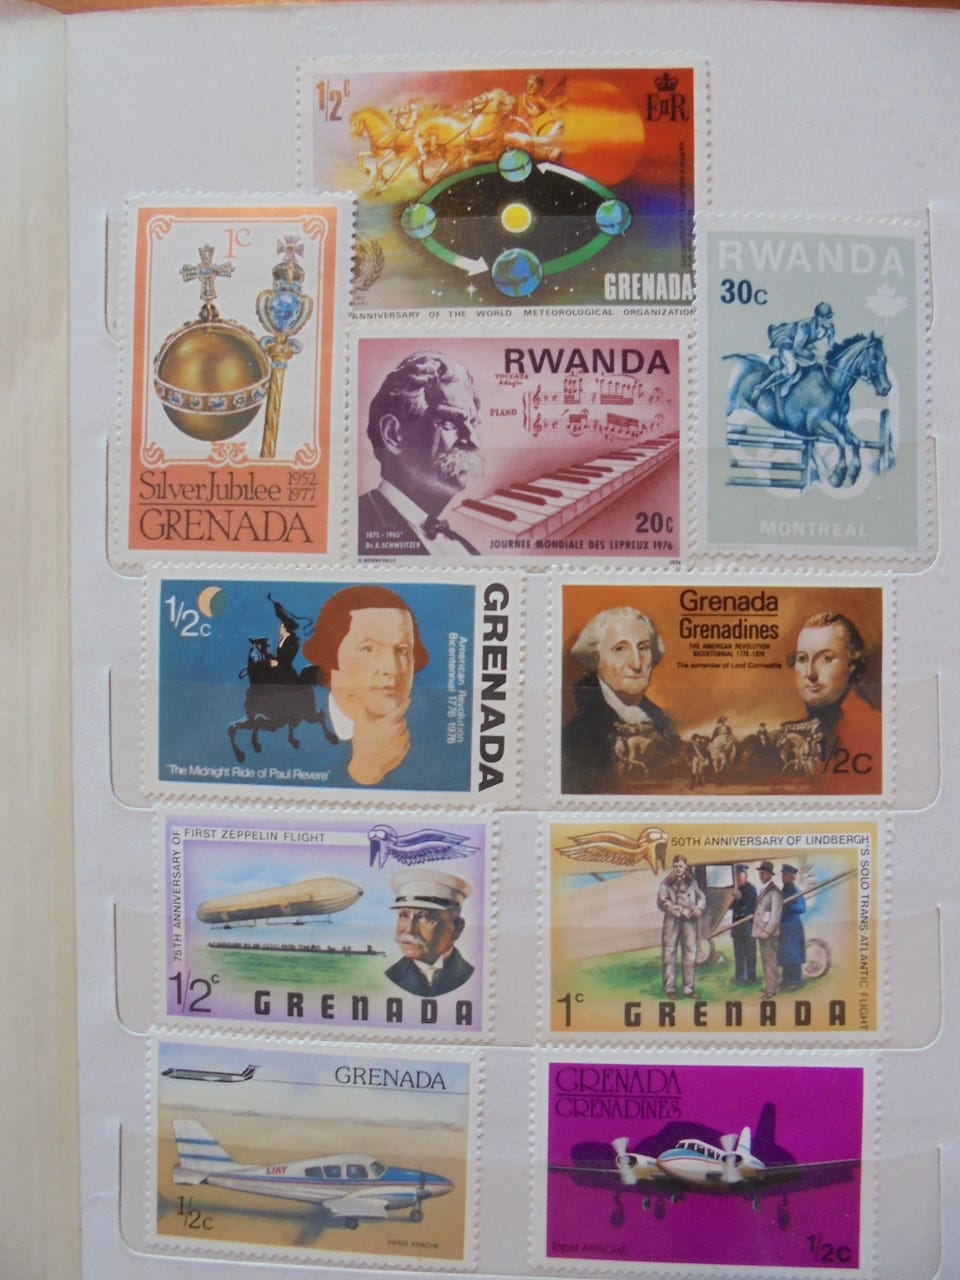 1/2c
EIIR
GRENADA
ANNIVERSARY OF THE WORLD METEOROLOGICAL ORGANIZATION
1c
Silver Jubilee 1952 1977
GRENADA
RWANDA
TOCCATA
Adagio
PIANO
20c
1875 - 1965
Dr. A. SCHWEITZER
JOURNEE MONDIALE DES LEPREUX 1976
1976
RWANDA
30c
MONTREAL
1/2c
GRENADA
American Revolution
Bicentennial 1776 1976
"The Midnight Ride of Paul Revere"
Grenada
Grenadines
THE AMERICAN REVOLUTION
BICENTENNIAL 1776-1976
The surrender of Lord Cornwallis
1/2c
75TH ANNIVERSARY OF FIRST ZEPPELIN FLIGHT
1/2c
GRENADA
50TH ANNIVERSARY OF LINDBERGH'S SOLO TRANS ATLANTIC FLIGHT
1c
GRENADA
GRENADA
LIAT
1/2c
PIPER APACHE
GRENADA
GRENADINES
Piper APACHE
1/2c